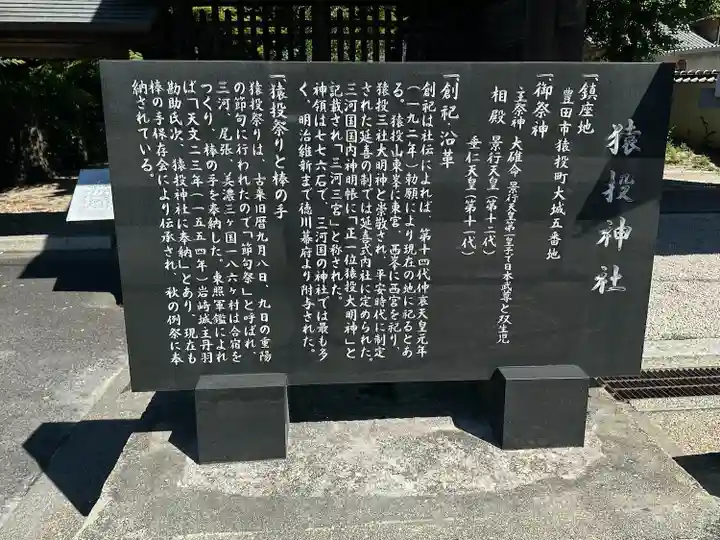 猿投神社
一、鎮座地
豊田市猿投町大城五番地
一、御祭神
主祭神 大碓命 景行天皇第一皇子で日本武尊と双生児
相殿 景行天皇(第十二代)
垂仁天皇(第十一代)
一、創祀・沿革
創祀は社伝によれば、第十四代仲哀天皇元年
(一九二年)勅願により現在の地に祀るとあ
る。猿投山東峯に東宮、西峯に西宮を祀り、
猿投三社大明神と崇敬され、平安時代に制定
された延喜の制では延喜式内社に定められた。
三河国国内神明帳に「正一位猿投大明神」と
記載され「三河三宮」と称された。
神領は七七六石で、三河国の神社では最も多
く、明治維新まで徳川幕府より附与された。
一、猿投祭りと棒の手
猿投祭りは、古来旧暦九月八日、九日の重陽
の節句に行われたので「節句祭」と呼ばれ、
三河、尾張、美濃三ヶ国一八六ヶ村は合宿を
つくり、棒の手を奉納した。東照軍鑑によれ
ば「天文二三年(一五五四年)岩崎城主丹羽
勘助氏次、猿投神社に奉納」とあり、現在も
棒の手保存会により伝承され、秋の例祭に奉
納されている。